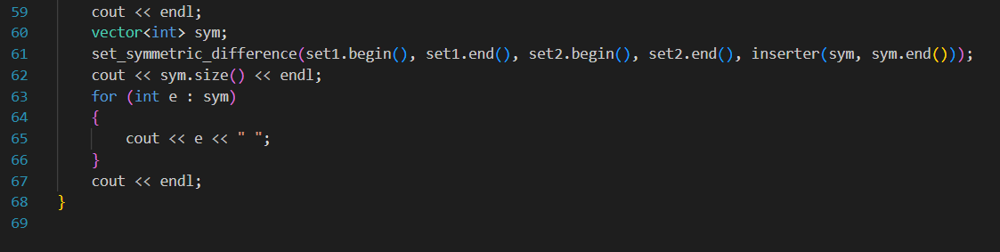 59 cout << endl;
60 vector<int> sym;
61 set_symmetric_difference(set1.begin(), set1.end(), set2.begin(), set2.end(), inserter(sym, sym.end()));
62 cout << sym.size() << endl;
63 for (int e : sym)
64 {
65 cout << e << " ";
66 }
67 cout << endl;
68 }
69